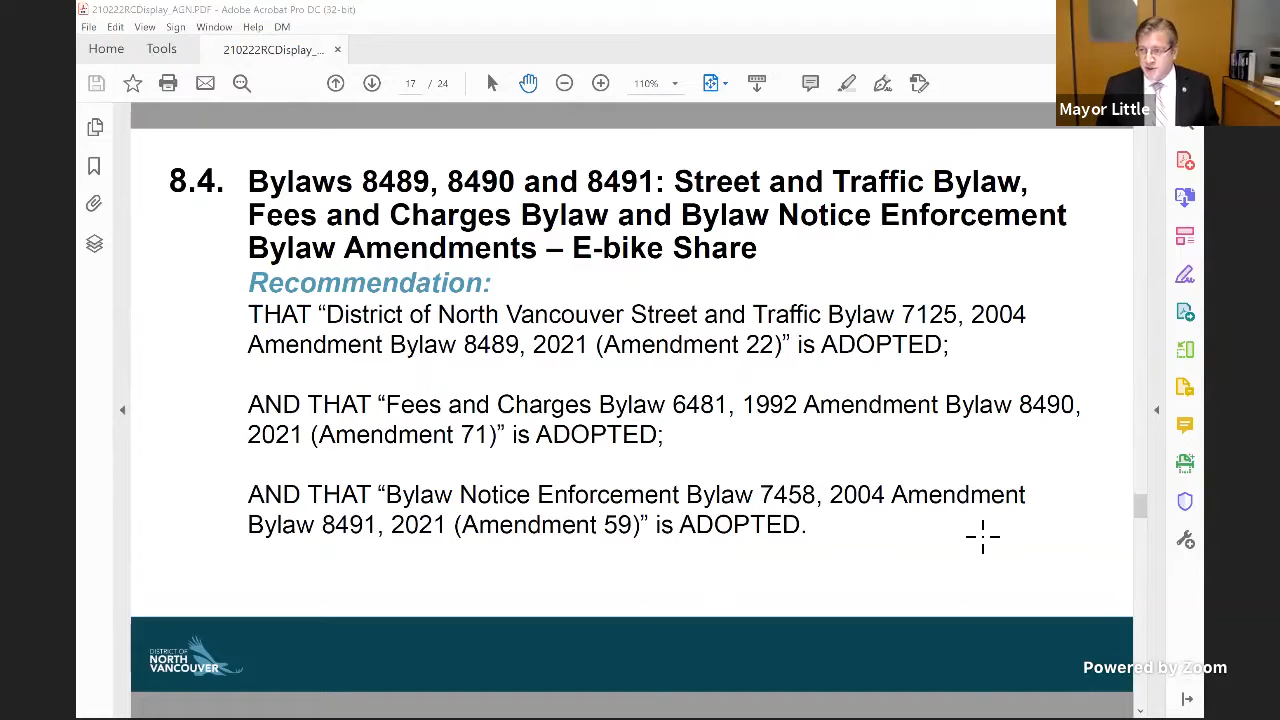 210222RCDisplay_AGN.PDF - Adobe Acrobat Pro DC (32-bit)
File Edit View Sign Window Help DM
Home Tools 210222RCDisplay_... ×
17 / 24 110%
Mayor Little
8.4. Bylaws 8489, 8490 and 8491: Street and Traffic Bylaw,
Fees and Charges Bylaw and Bylaw Notice Enforcement
Bylaw Amendments – E-bike Share
Recommendation:
THAT “District of North Vancouver Street and Traffic Bylaw 7125, 2004
Amendment Bylaw 8489, 2021 (Amendment 22)” is ADOPTED;
AND THAT “Fees and Charges Bylaw 6481, 1992 Amendment Bylaw 8490,
2021 (Amendment 71)” is ADOPTED;
AND THAT “Bylaw Notice Enforcement Bylaw 7458, 2004 Amendment
Bylaw 8491, 2021 (Amendment 59)” is ADOPTED.
DISTRICT OF
NORTH
VANCOUVER
Powered by Zoom